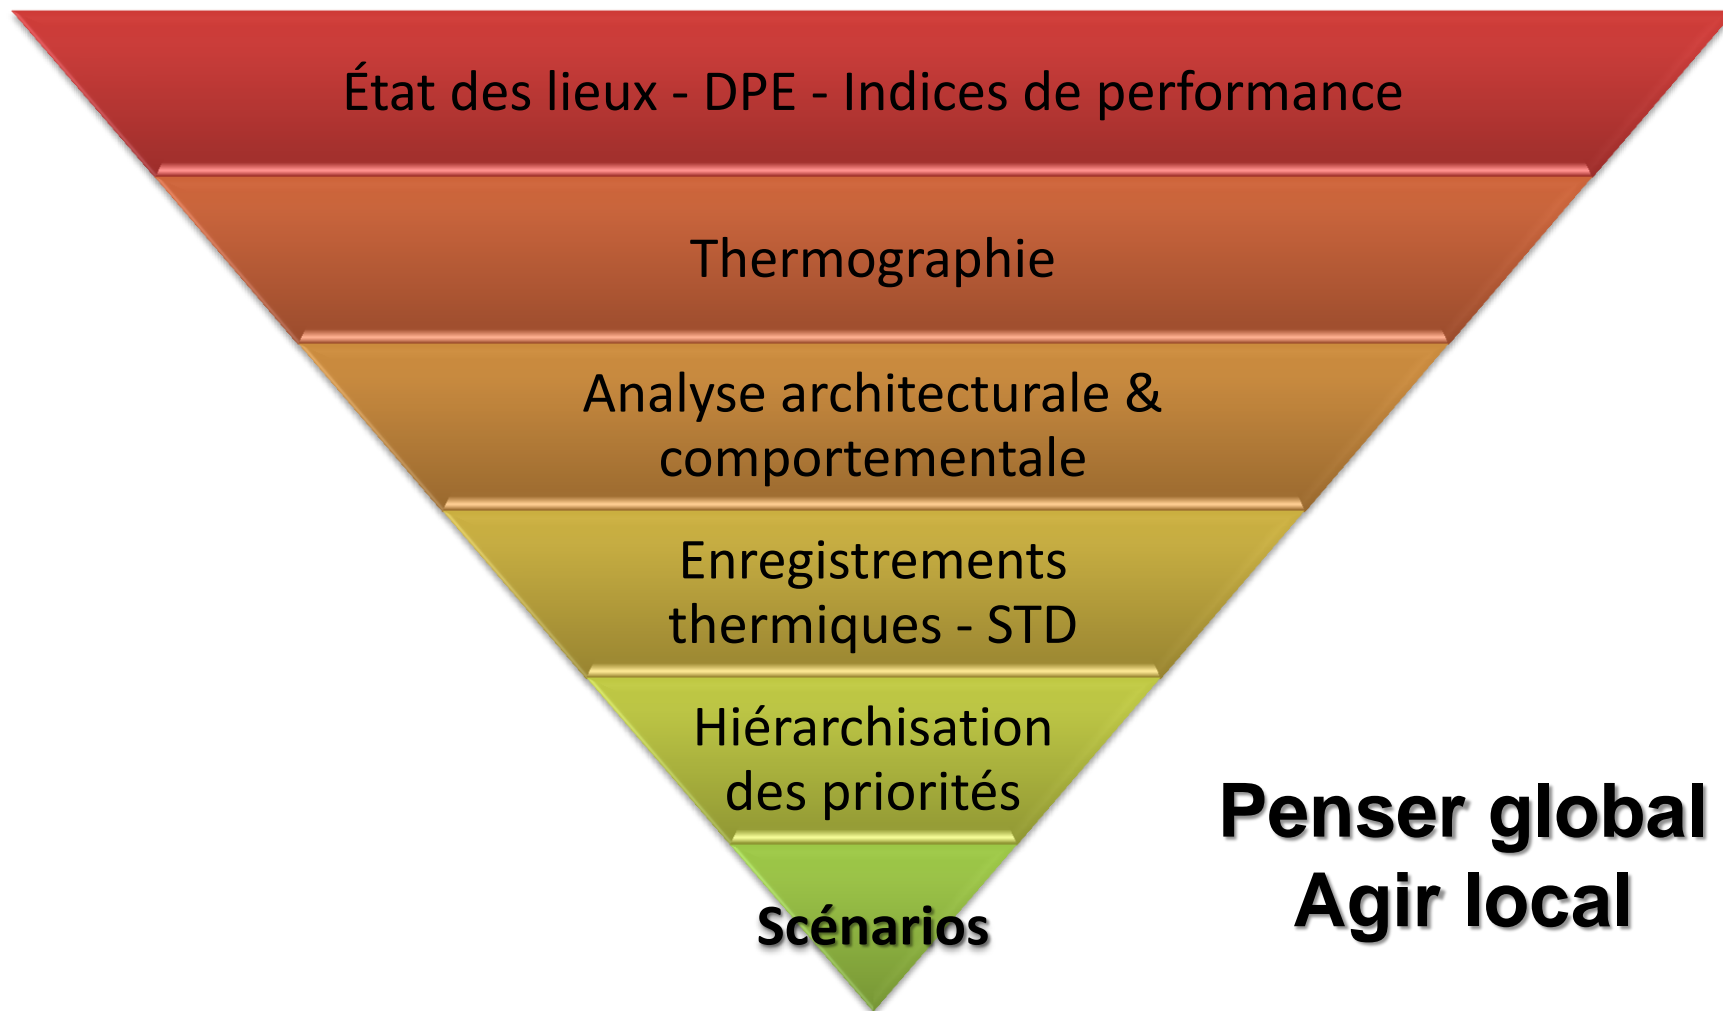 État des lieux - DPE - Indices de performance
Thermographie
Analyse architecturale &
comportementale
Enregistrements
thermiques - STD
Hiérarchisation
des priorités
Scénarios
Penser global
Agir local